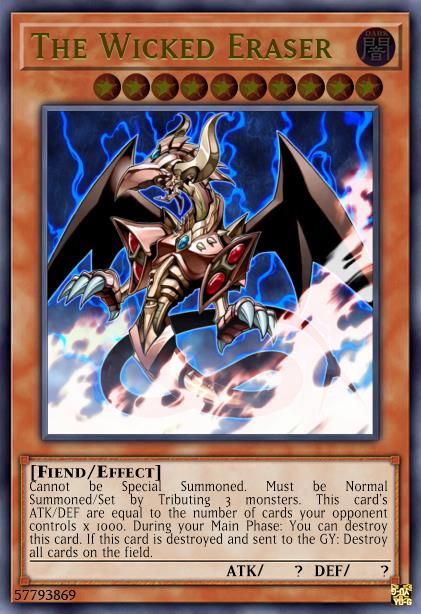 The Wicked Eraser
DARK
闇
[Fiend/Effect]
Cannot be Special Summoned. Must be Normal
Summoned/Set by Tributing 3 monsters. This card's
ATK/DEF are equal to the number of cards your opponent
controls x 1000. During your Main Phase: You can destroy
this card. If this card is destroyed and sent to the GY: Destroy
all cards on the field.
ATK/ ? DEF/ ?
57793869